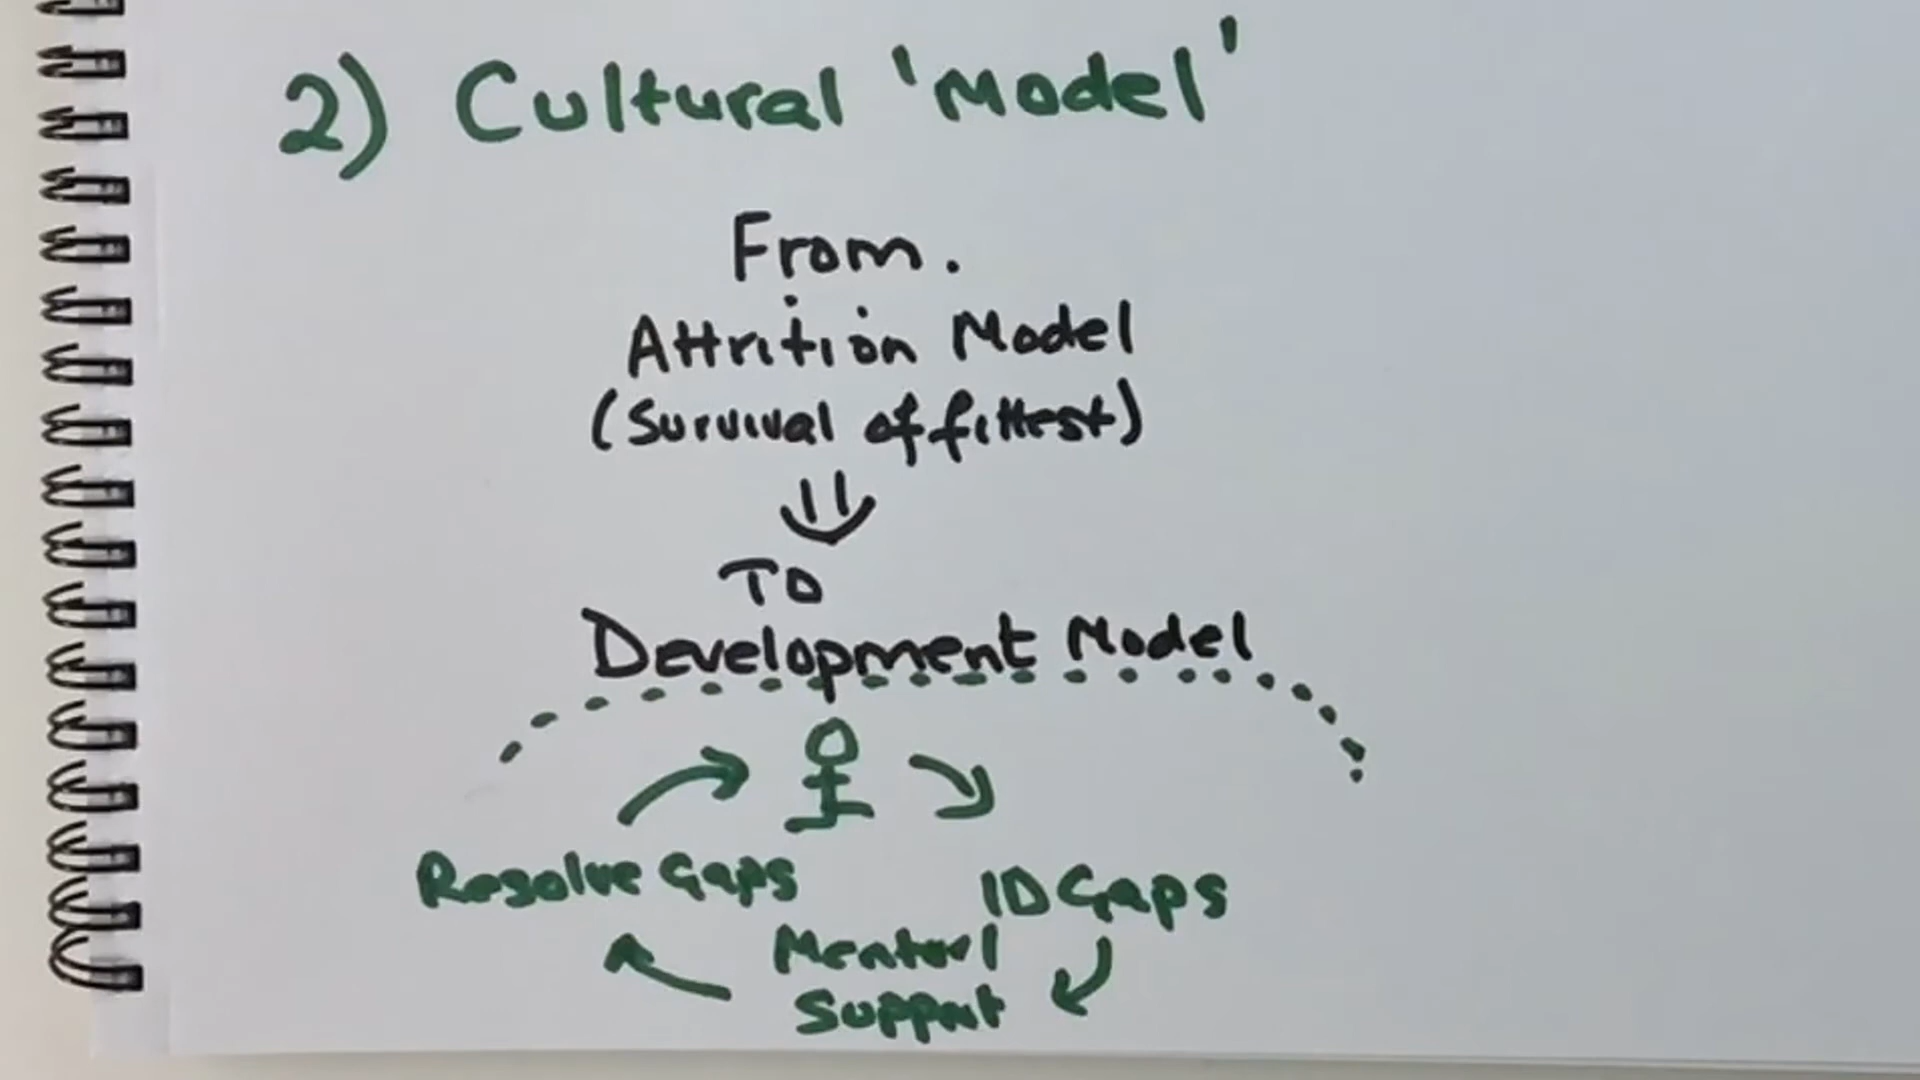 2) Cultural 'Model'
From.
Attrition Model
(Survival of fittest)
TO
Development Model
Resolve Gaps
ID Gaps
Mentor/
Support